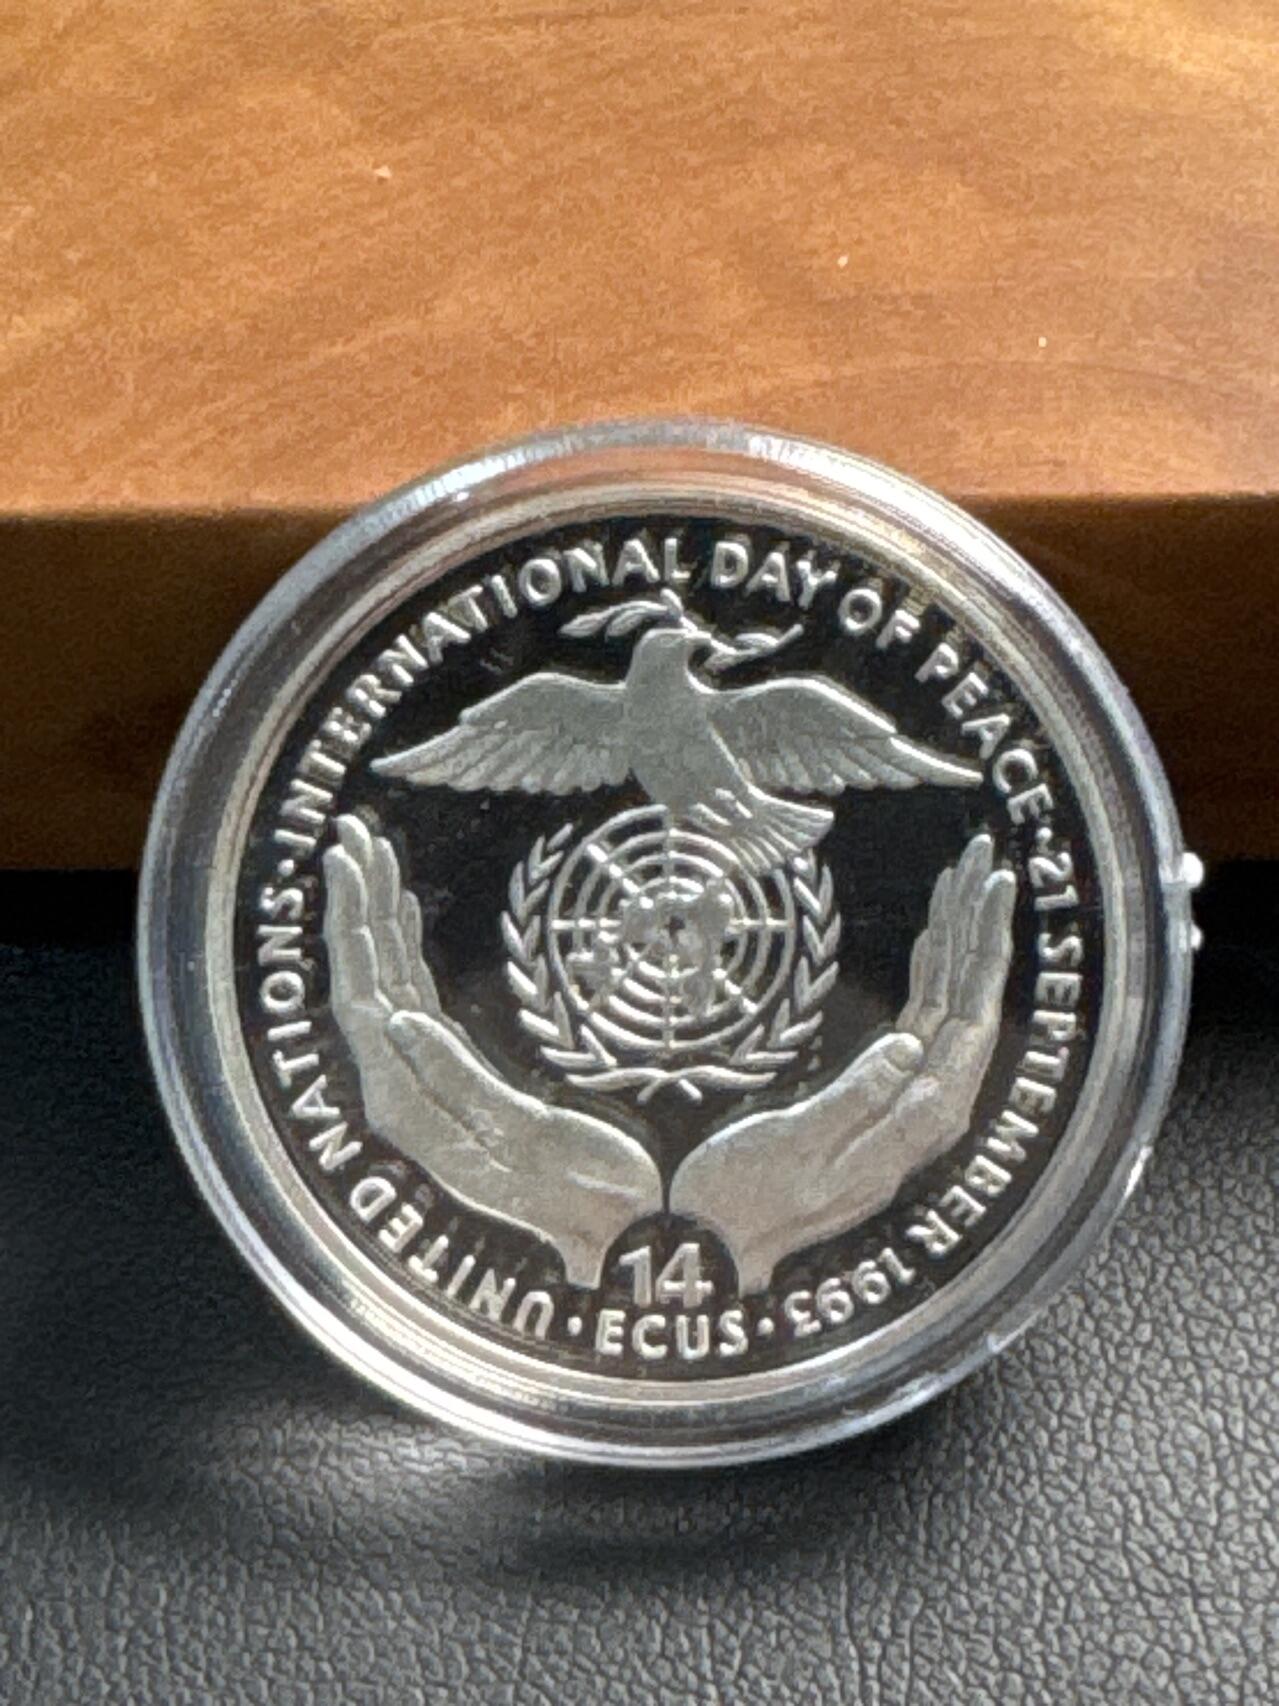 UNITED NATIONS · INTERNATIONAL DAY OF PEACE · 21 SEPTEMBER 1993 ·
14
ECUS